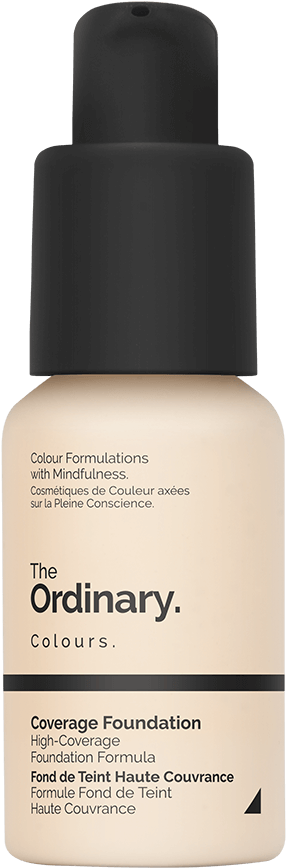 Colour Formulations
with Mindfulness.
Cosmétiques de Couleur axées
sur la Pleine Conscience.
The
Ordinary.
Colours.
Coverage Foundation
High-Coverage
Foundation Formula
Fond de Teint Haute Couvrance
Formule Fond de Teint
Haute Couvrance